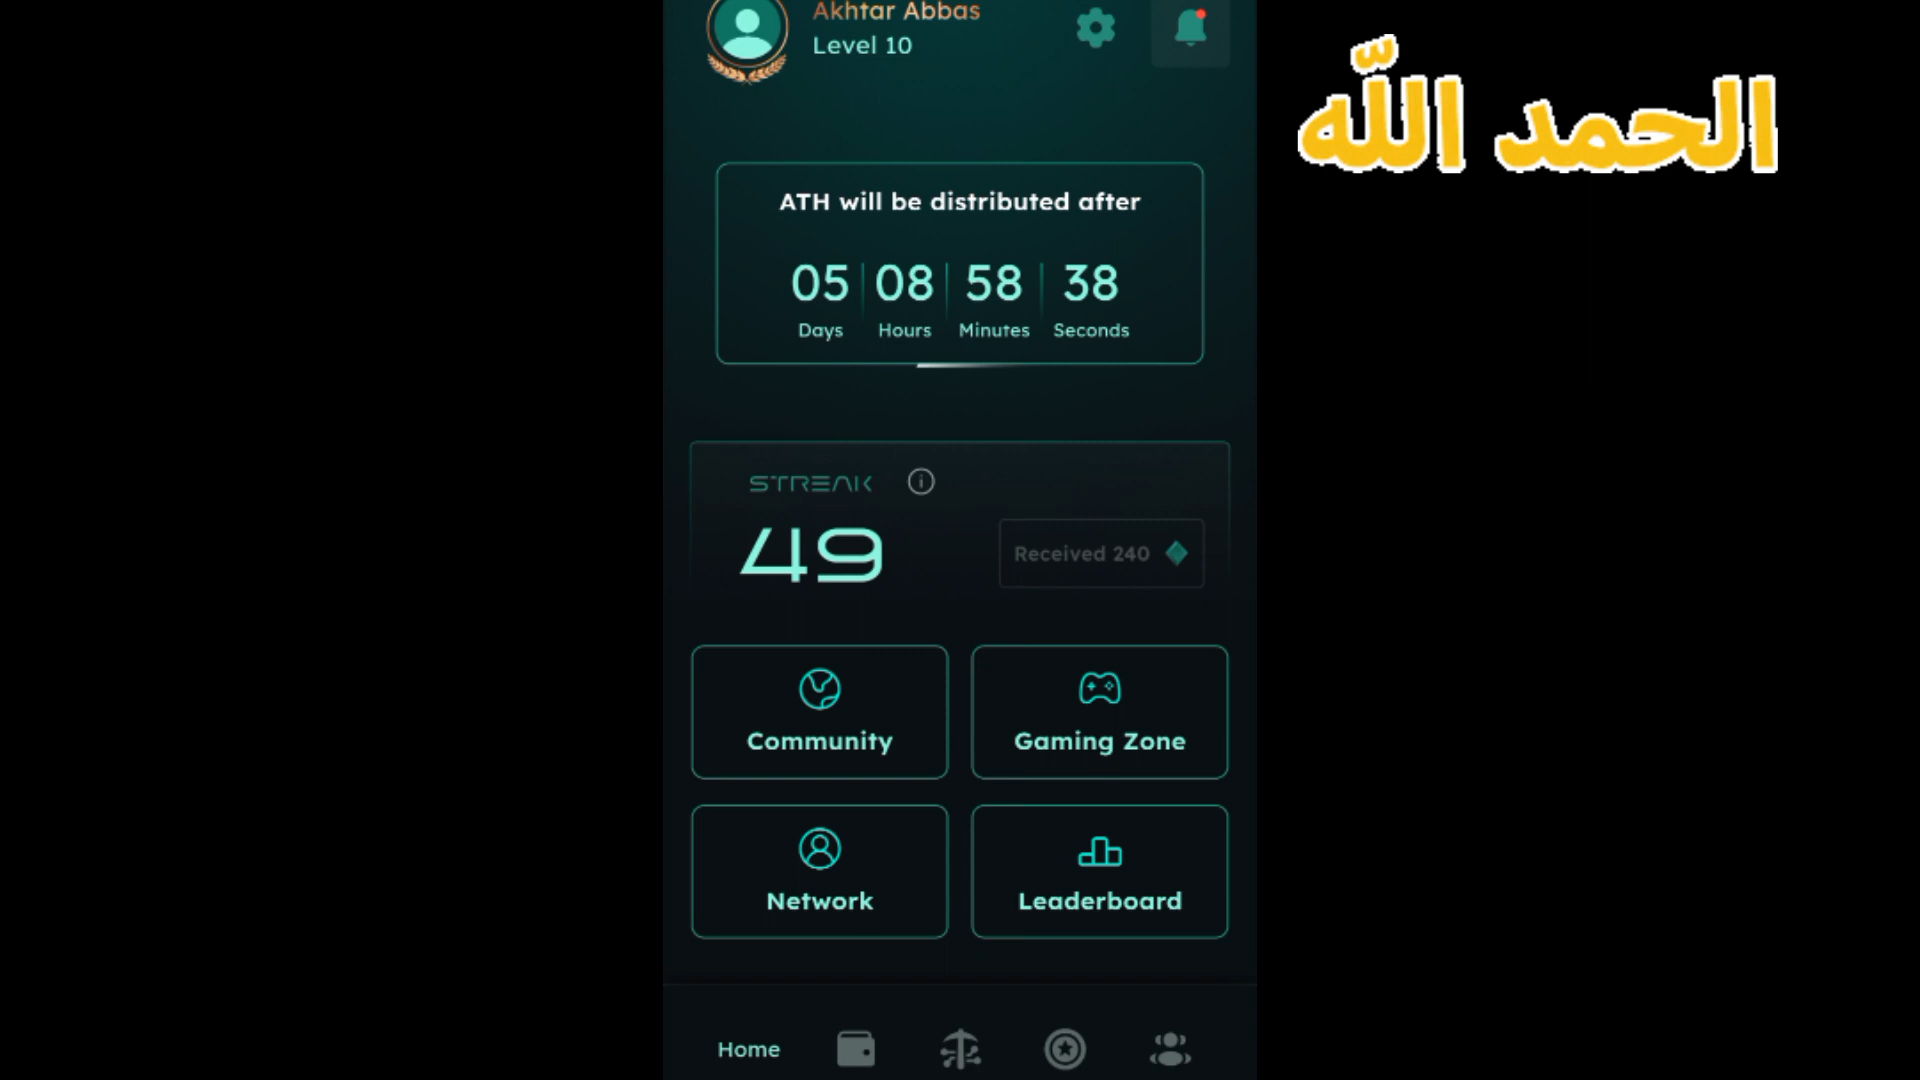 Akhtar Abbas
Level 10
الحمد اللّه
ATH will be distributed after
05 08 58 38
Days Hours Minutes Seconds
STREAK
49
Received 240
Community
Gaming Zone
Network
Leaderboard
Home